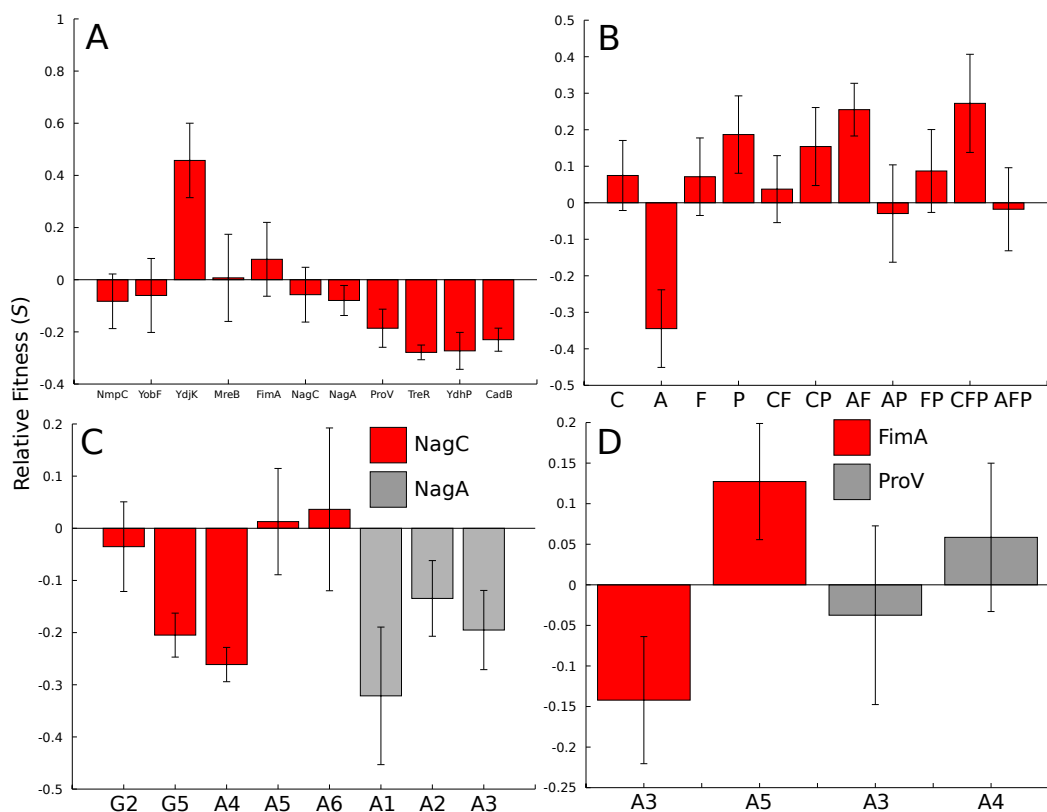 Relative Fitness (S)
A
1
0.8
0.6
0.4
0.2
0
-0.2
-0.4
NmpC YobF YdjK MreB FimA NagC NagA ProV TreR YdhP CadB
B
0.5
0.4
0.3
0.2
0.1
0
-0.1
-0.2
-0.3
-0.4
-0.5
C A F P CF CP AF AP FP CFP AFP
C
NagC
NagA
0.2
0.1
0
-0.1
-0.2
-0.3
-0.4
-0.5
G2 G5 A4 A5 A6 A1 A2 A3
D
FimA
ProV
0.2
0.15
0.1
0.05
0
-0.05
-0.1
-0.15
-0.2
-0.25
A3 A5 A3 A4